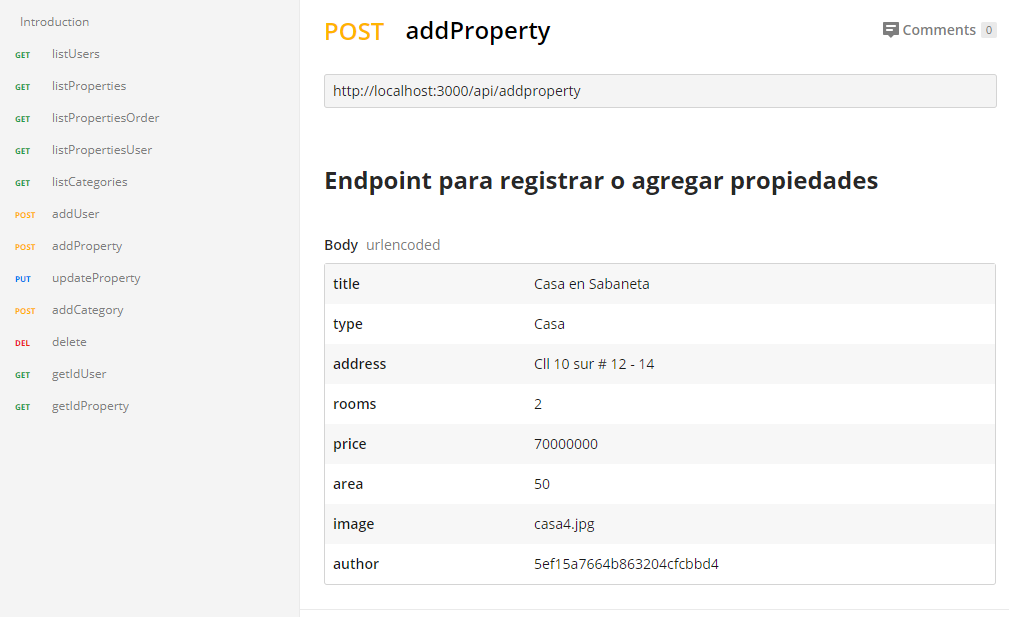 Introduction
GET listUsers
GET listProperties
GET listPropertiesOrder
GET listPropertiesUser
GET listCategories
POST addUser
POST addProperty
PUT updateProperty
POST addCategory
DEL delete
GET getIdUser
GET getIdProperty
POST addProperty
Comments 0
http://localhost:3000/api/addproperty
Endpoint para registrar o agregar propiedades
Body urlencoded
title Casa en Sabaneta
type Casa
address Cll 10 sur # 12 - 14
rooms 2
price 70000000
area 50
image casa4.jpg
author 5ef15a7664b863204cfcbbd4